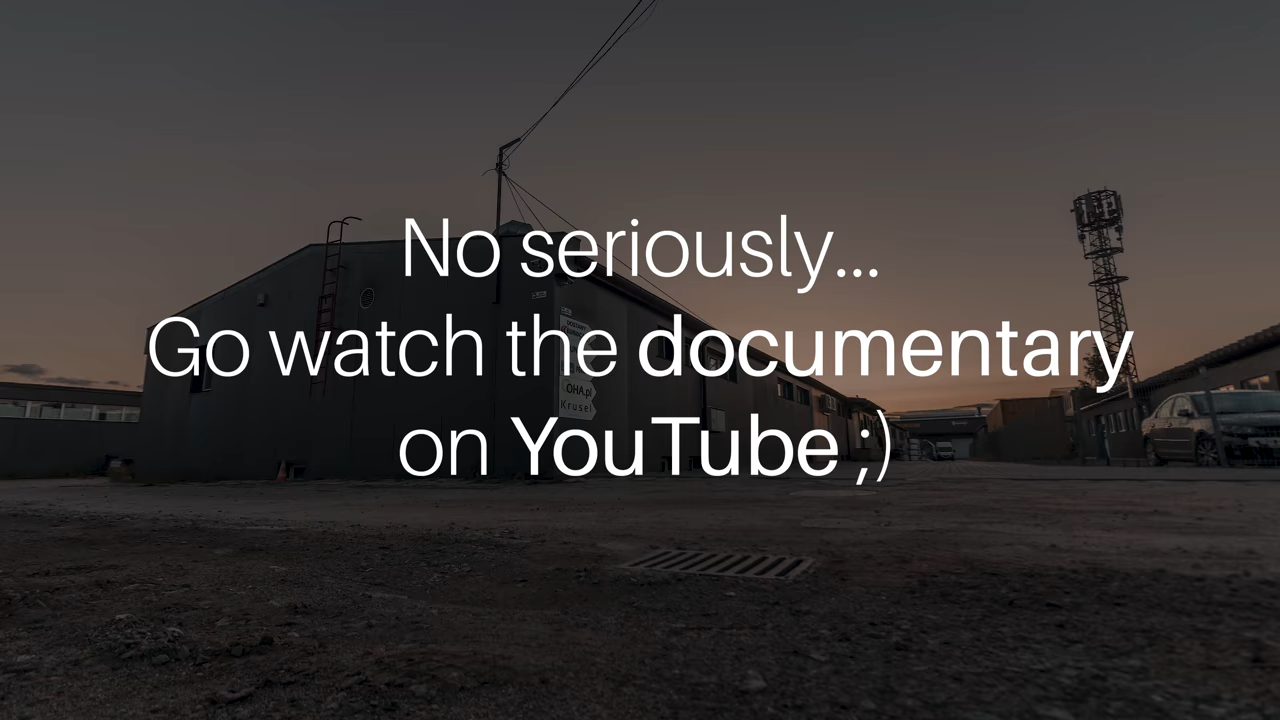 No seriously...
Go watch the documentary
on YouTube ;)
OHA.pl
Krusel